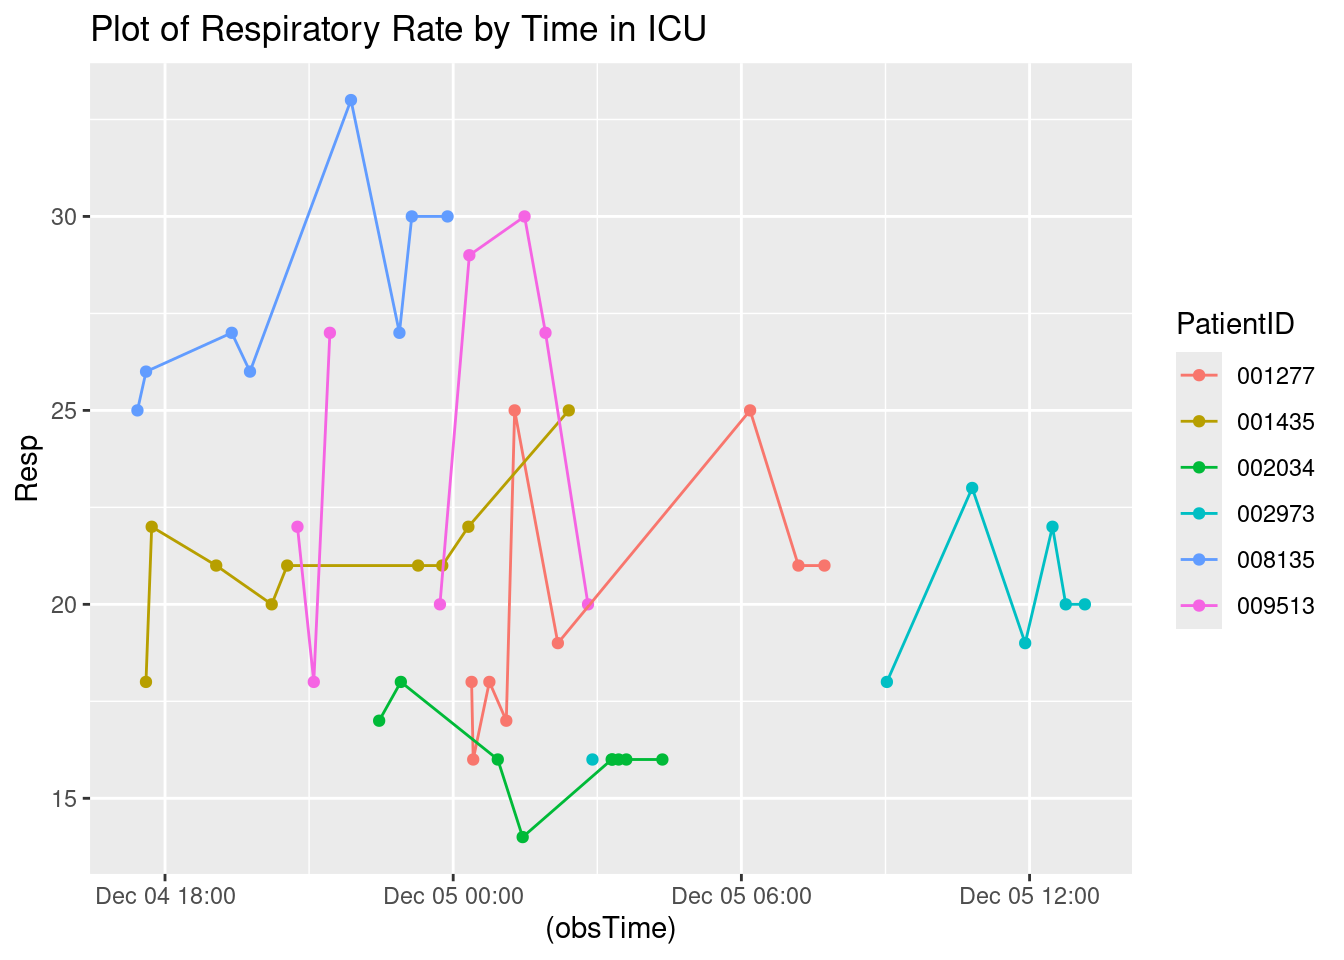 Plot of Respiratory Rate by Time in ICU
Resp
30
25
20
15
Dec 04 18:00 Dec 05 00:00 Dec 05 06:00 Dec 05 12:00
(obsTime)
PatientID
001277
001435
002034
002973
008135
009513